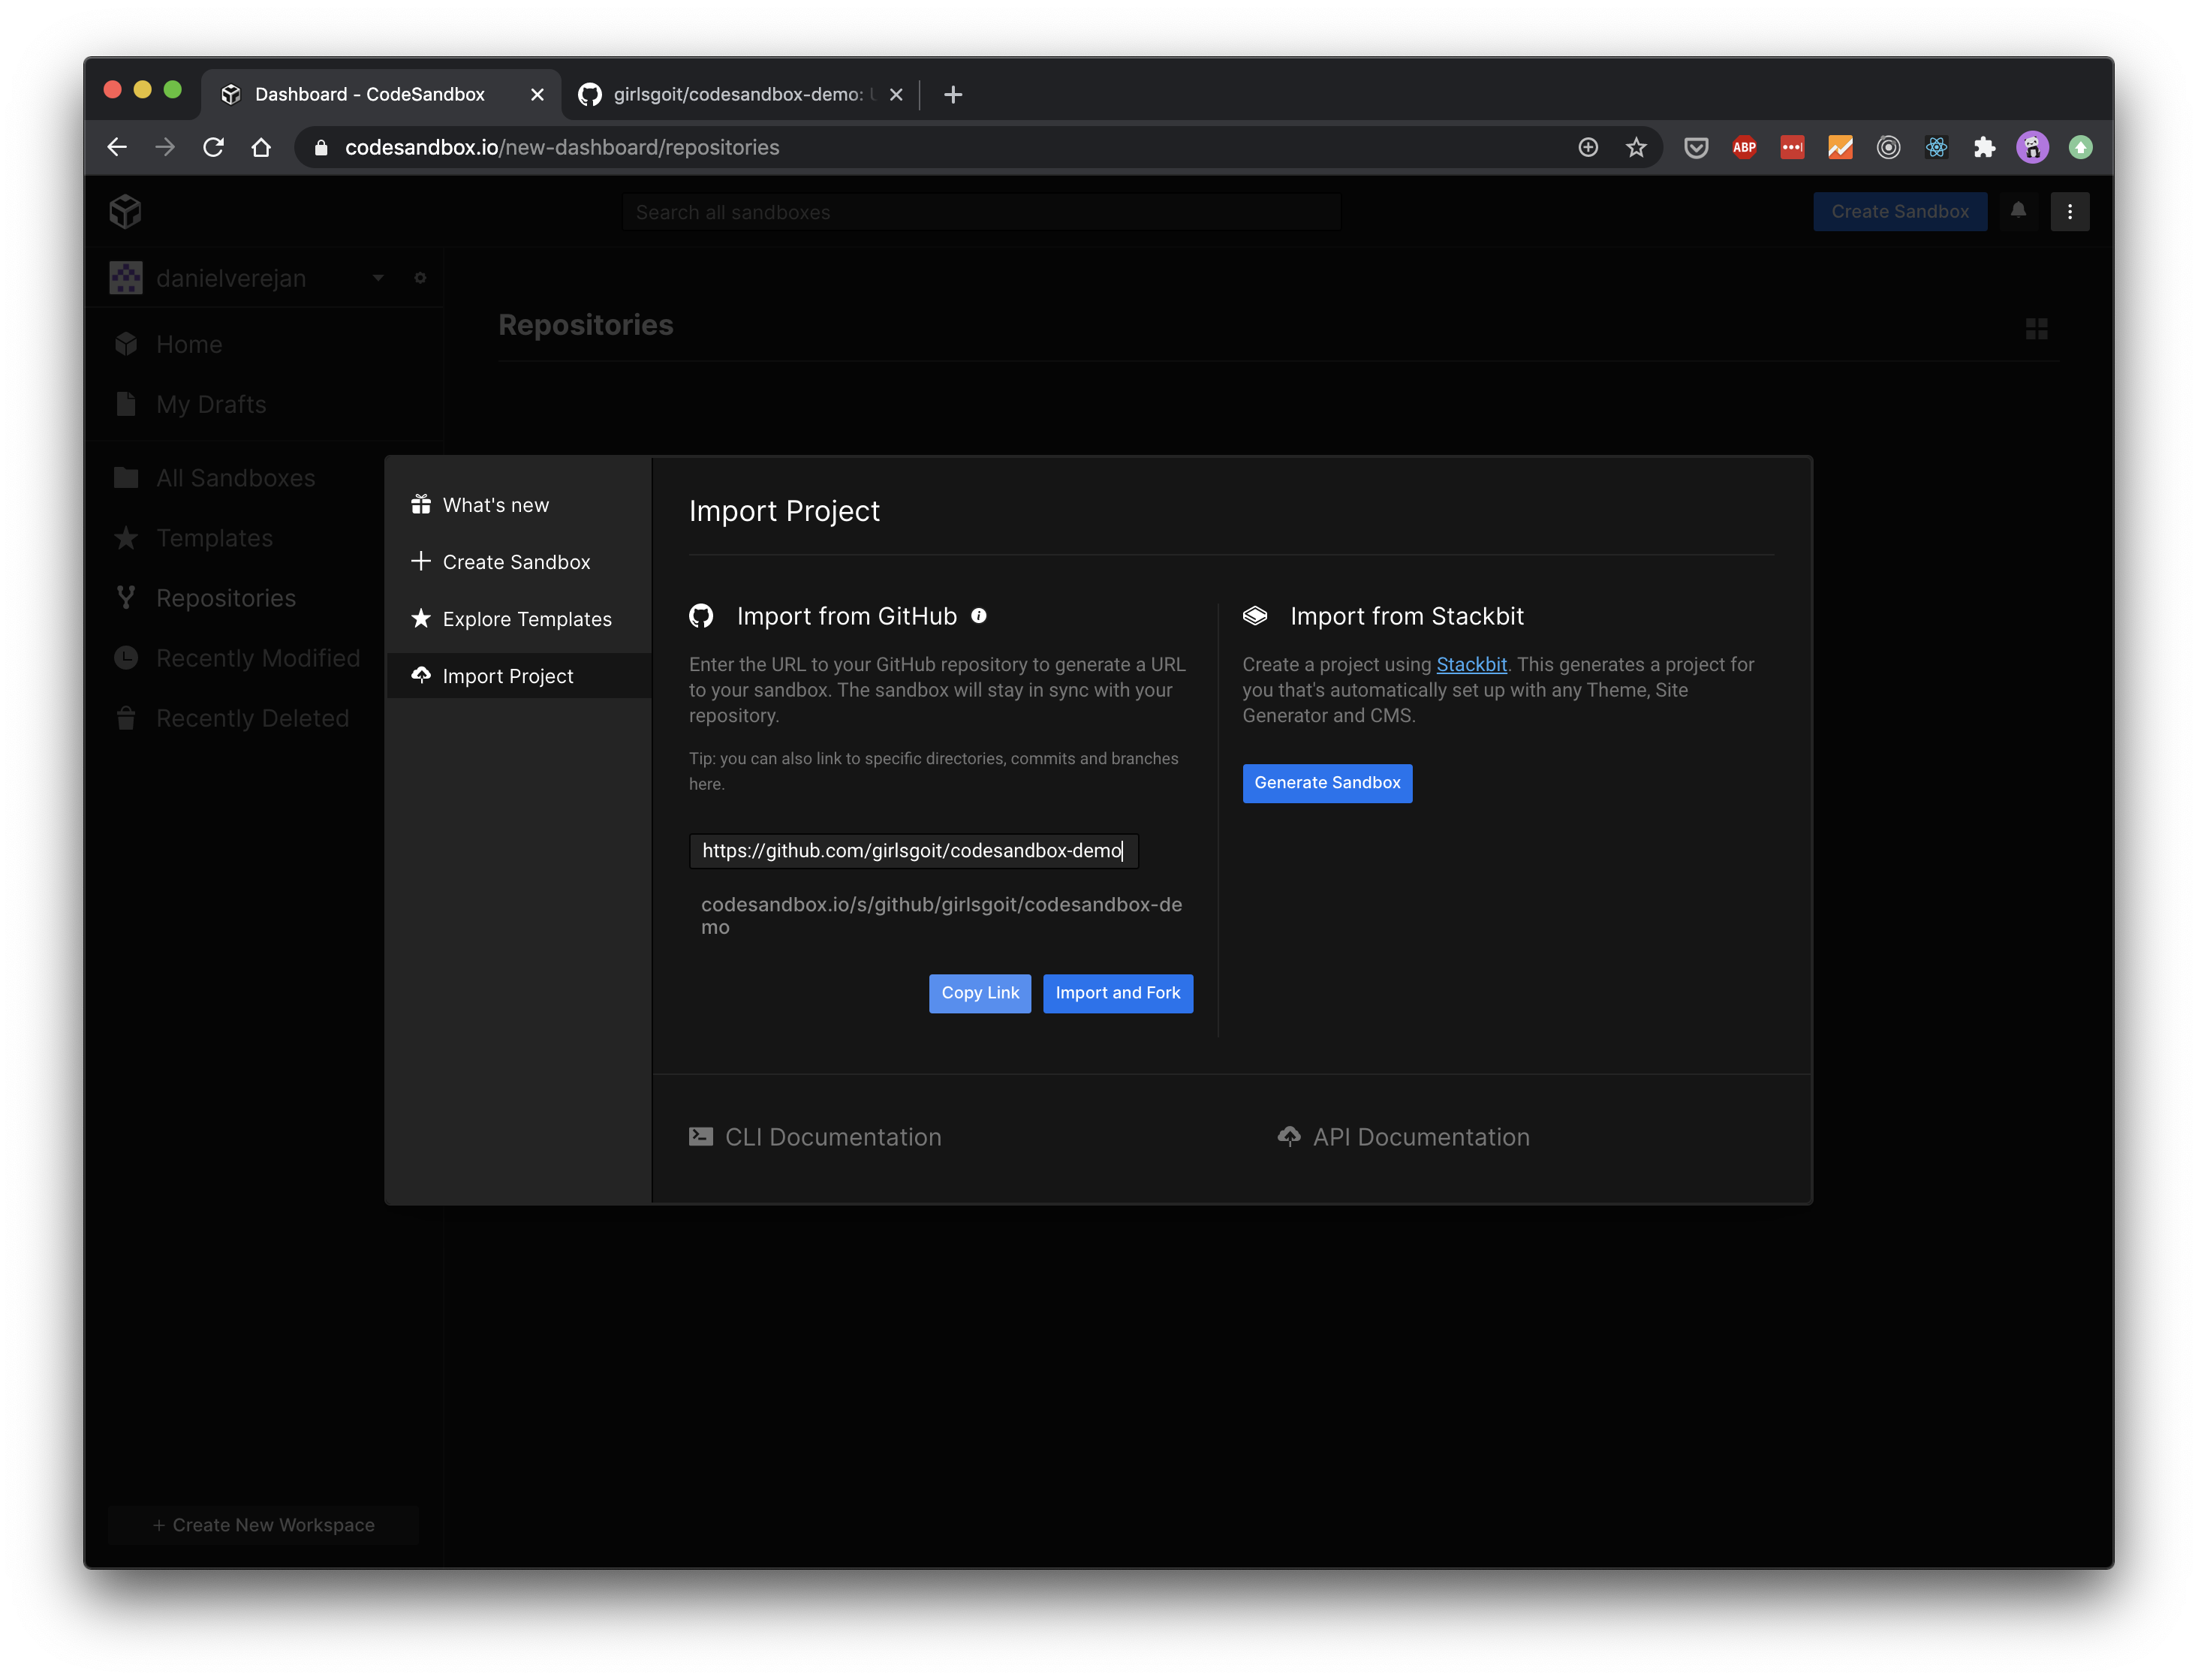 Dashboard - CodeSandbox
girlsgoit/codesandbox-demo:
codesandbox.io/new-dashboard/repositories
ABP
Search all sandboxes
Create Sandbox
danielverejan
Repositories
Home
My Drafts
All Sandboxes
Templates
Repositories
Recently Modified
Recently Deleted
+ Create New Workspace
What's new
Create Sandbox
Explore Templates
Import Project
Import Project
Import from GitHub
Enter the URL to your GitHub repository to generate a URL
to your sandbox. The sandbox will stay in sync with your
repository.
Tip: you can also link to specific directories, commits and branches
here.
https://github.com/girlsgoit/codesandbox-demo
codesandbox.io/s/github/girlsgoit/codesandbox-de
mo
Copy Link
Import and Fork
Import from Stackbit
Create a project using Stackbit. This generates a project for
you that's automatically set up with any Theme, Site
Generator and CMS.
Generate Sandbox
CLI Documentation
API Documentation